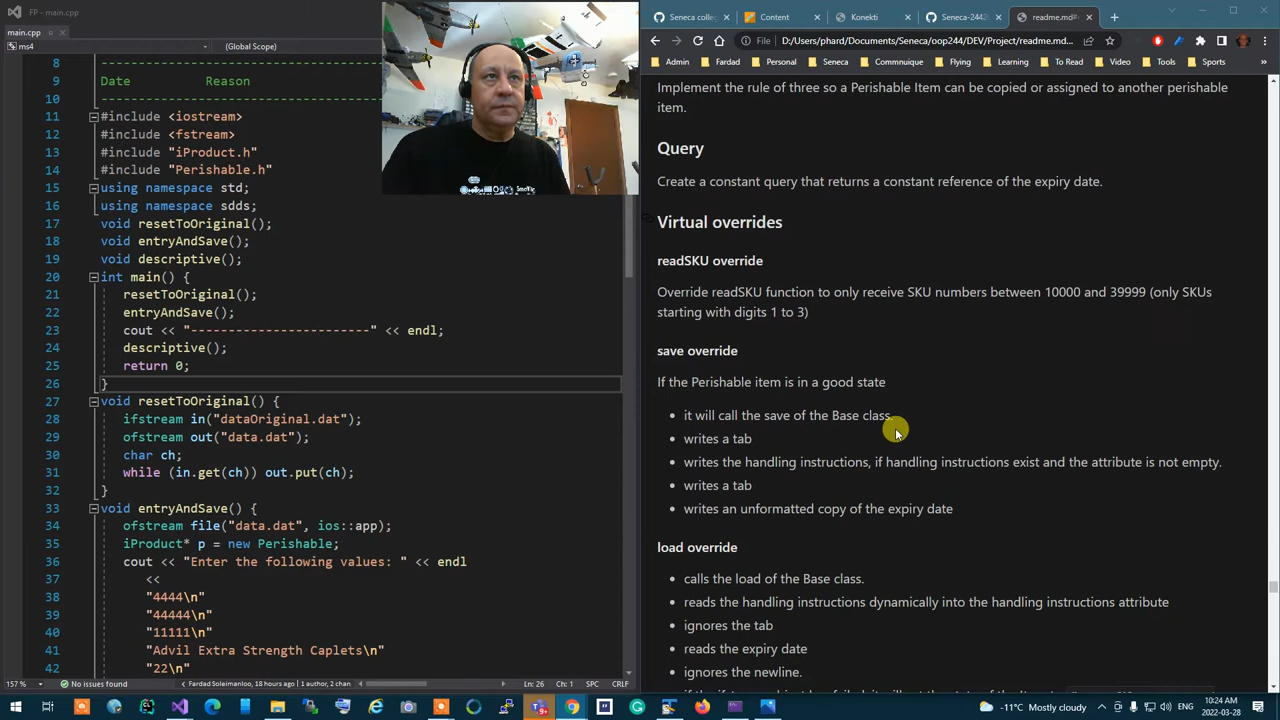 FP - main.cpp
main.cpp
ms4
(Global Scope)
8 ------------------------------------------
9 Date Reason
10 ------------------------------------------
11 #include <iostream>
12 #include <fstream>
13 #include "iProduct.h"
14 #include "Perishable.h"
15 using namespace std;
16 using namespace sdds;
17 void resetToOriginal();
18 void entryAndSave();
19 void descriptive();
20 int main() {
21 resetToOriginal();
22 entryAndSave();
23 cout << "------------------------" << endl;
24 descriptive();
25 return 0;
26 }
27 void resetToOriginal() {
28 ifstream in("dataOriginal.dat");
29 ofstream out("data.dat");
30 char ch;
31 while (in.get(ch)) out.put(ch);
32 }
33 void entryAndSave() {
34 ofstream file("data.dat", ios::app);
35 iProduct* p = new Perishable;
36 cout << "Enter the following values: " << endl
37 <<
38 "4444\n"
39 "44444\n"
40 "11111\n"
41 "Advil Extra Strength Caplets\n"
42 "22\n"
157 %
No issues found
Fardad Soleimanloo, 18 hours ago | 1 author, 2 chan
Ln: 26 Ch: 1 SPC CRLF
Seneca colleg
Content
Konekti
Seneca-2442
readme.md#
File D:/Users/phard/Documents/Seneca/oop244/DEV/Project/readme.md...
Admin Fardad Personal Seneca Commnuique Flying Learning To Read Video Tools Sports »
Implement the rule of three so a Perishable Item can be copied or assigned to another perishable
item.
Query
Create a constant query that returns a constant reference of the expiry date.
Virtual overrides
readSKU override
Override readSKU function to only receive SKU numbers between 10000 and 39999 (only SKUs
starting with digits 1 to 3)
save override
If the Perishable item is in a good state
• it will call the save of the Base class.
• writes a tab
• writes the handling instructions, if handling instructions exist and the attribute is not empty.
• writes a tab
• writes an unformatted copy of the expiry date
load override
• calls the load of the Base class.
• reads the handling instructions dynamically into the handling instructions attribute
• ignores the tab
• reads the expiry date
• ignores the newline.
-11°C Mostly cloudy
10:24 AM
2022-03-28